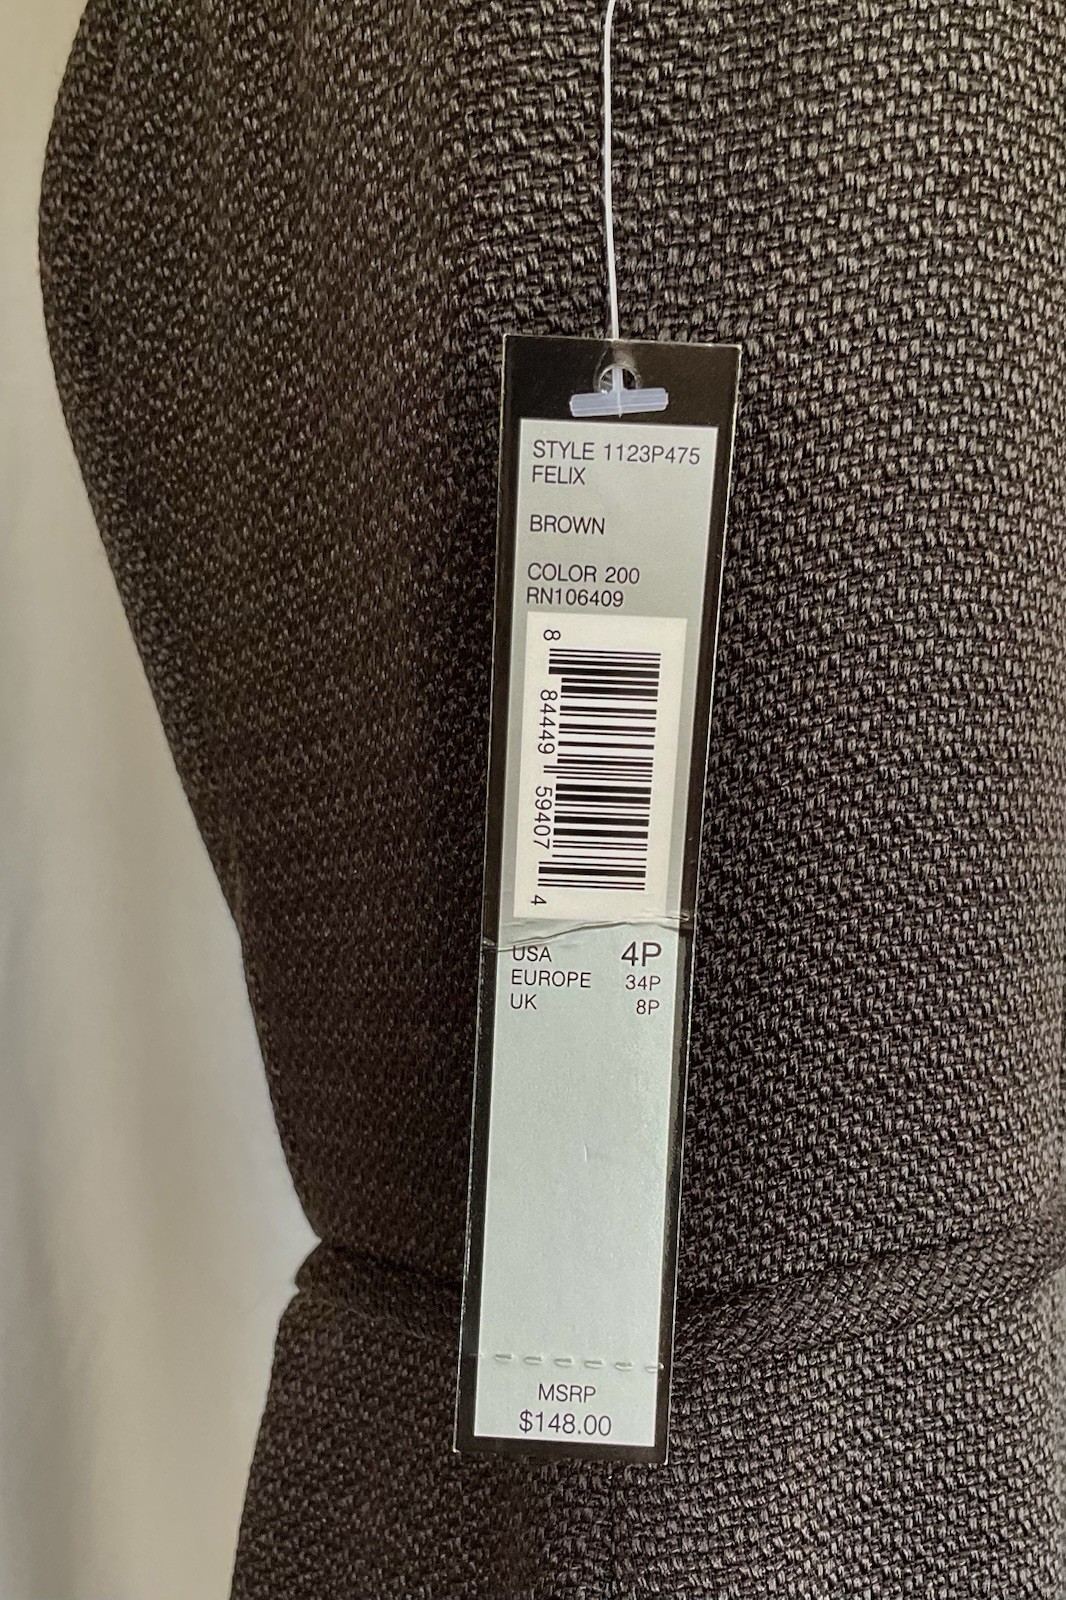 STYLE 1123P475
FELIX
BROWN
COLOR 200
RN106409
8 84449 59407 4
USA 4P
EUROPE 34P
UK 8P
MSRP
$148.00